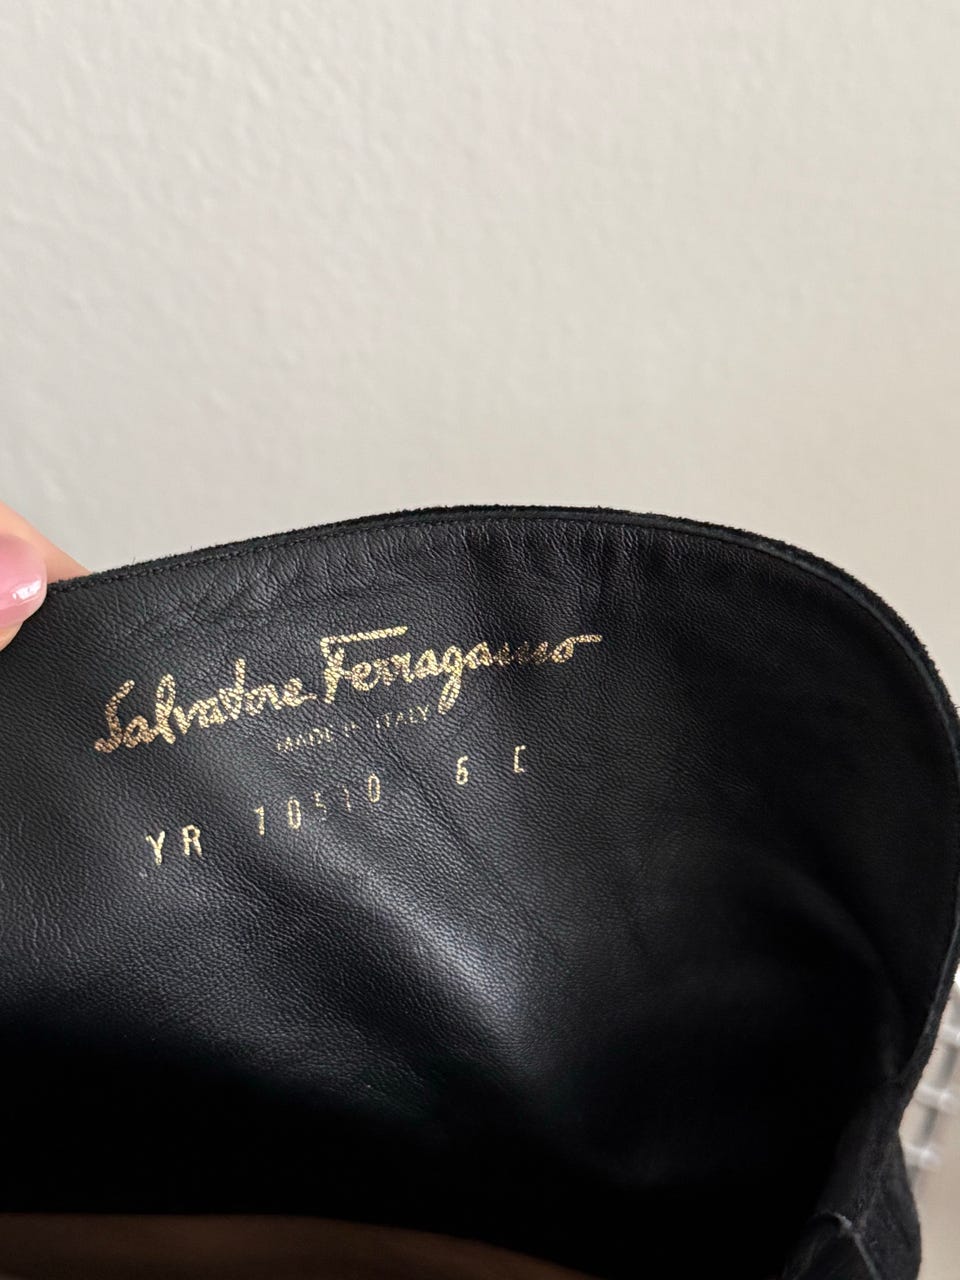 Salvatore Ferragamo
MADE IN ITALY
YR 10510 6 C